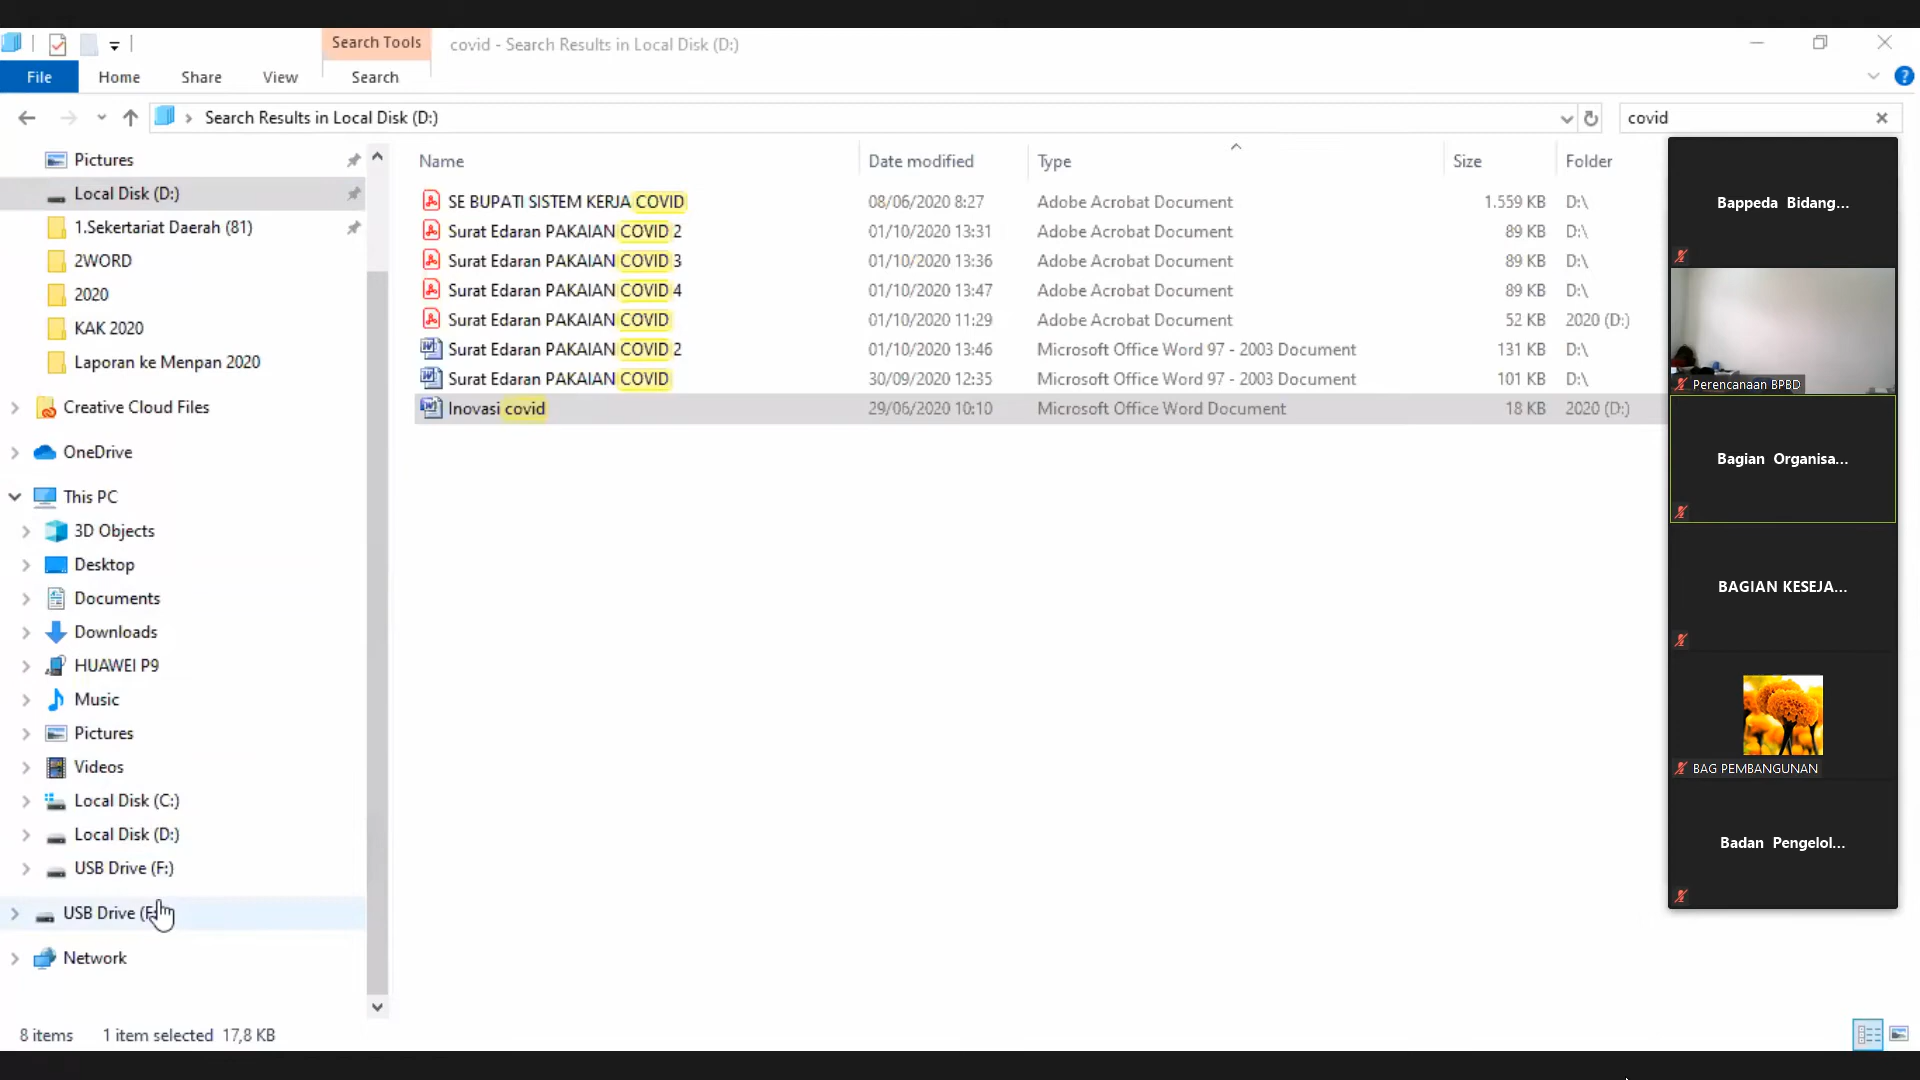 Search Tools
covid - Search Results in Local Disk (D:)
File Home Share View Search
Search Results in Local Disk (D:)
covid
Pictures
Local Disk (D:)
1.Sekertariat Daerah (81)
2WORD
2020
KAK 2020
Laporan ke Menpan 2020
Creative Cloud Files
OneDrive
This PC
3D Objects
Desktop
Documents
Downloads
HUAWEI P9
Music
Pictures
Videos
Local Disk (C:)
Local Disk (D:)
USB Drive (F:)
USB Drive (F:)
Network
Name Date modified Type Size Folder
SE BUPATI SISTEM KERJA COVID 08/06/2020 8:27 Adobe Acrobat Document 1.559 KB D:\
Surat Edaran PAKAIAN COVID 2 01/10/2020 13:31 Adobe Acrobat Document 89 KB D:\
Surat Edaran PAKAIAN COVID 3 01/10/2020 13:36 Adobe Acrobat Document 89 KB D:\
Surat Edaran PAKAIAN COVID 4 01/10/2020 13:47 Adobe Acrobat Document 89 KB D:\
Surat Edaran PAKAIAN COVID 01/10/2020 11:29 Adobe Acrobat Document 52 KB 2020 (D:)
Surat Edaran PAKAIAN COVID 2 01/10/2020 13:46 Microsoft Office Word 97 - 2003 Document 131 KB D:\
Surat Edaran PAKAIAN COVID 30/09/2020 12:35 Microsoft Office Word 97 - 2003 Document 101 KB D:\
Inovasi covid 29/06/2020 10:10 Microsoft Office Word Document 18 KB 2020 (D:)
Bappeda Bidang...
Perencanaan BPBD
Bagian Organisa...
BAGIAN KESEJA...
BAG PEMBANGUNAN
Badan Pengelol...
8 items 1 item selected 17,8 KB